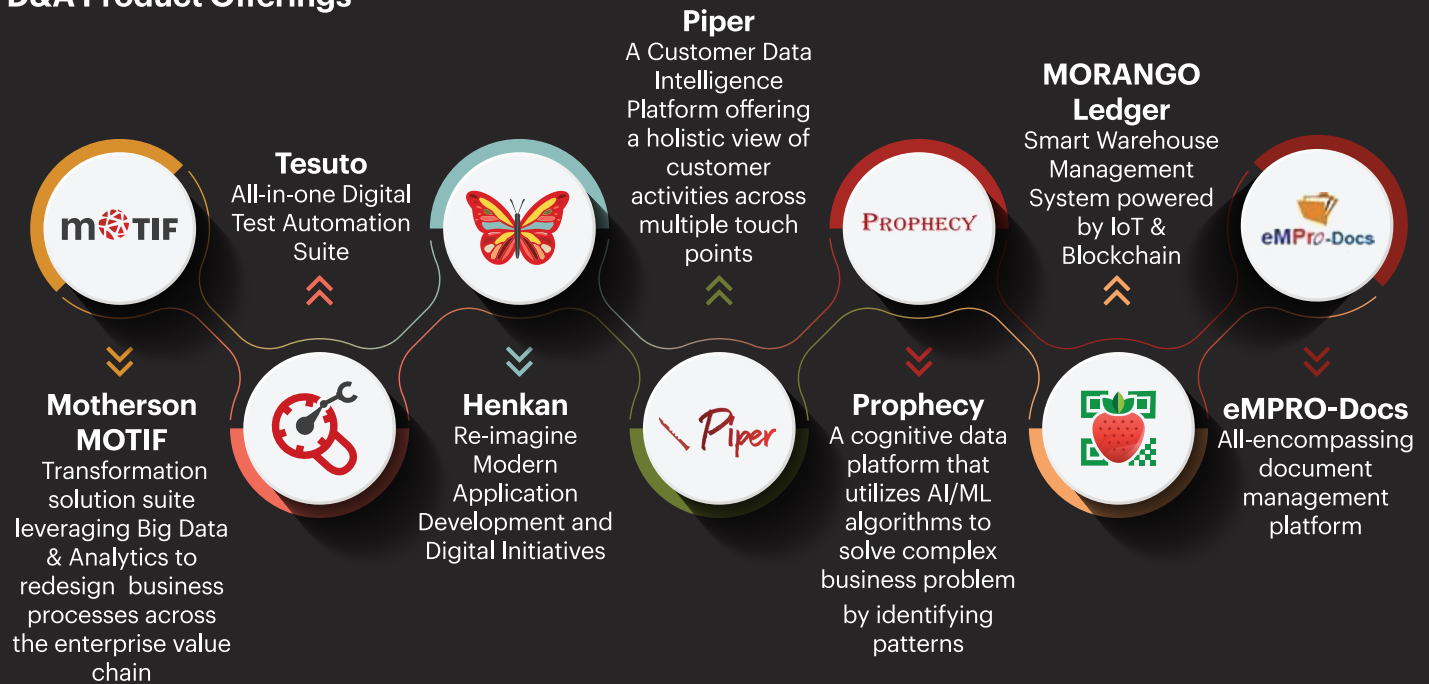 D&A Product Offerings
mOTIF
Motherson
MOTIF
Transformation
solution suite
leveraging Big Data
& Analytics to
redesign business
processes across
the enterprise value
chain
Tesuto
All-in-one Digital
Test Automation
Suite
Henkan
Re-imagine
Modern
Application
Development and
Digital Initiatives
Piper
A Customer Data
Intelligence
Platform offering
a holistic view of
customer
activities across
multiple touch
points
Piper
PROPHECY
Prophecy
A cognitive data
platform that
utilizes AI/ML
algorithms to
solve complex
business problem
by identifying
patterns
MORANGO
Ledger
Smart Warehouse
Management
System powered
by IoT &
Blockchain
eMPro-Docs
eMPRO-Docs
All-encompassing
document
management
platform